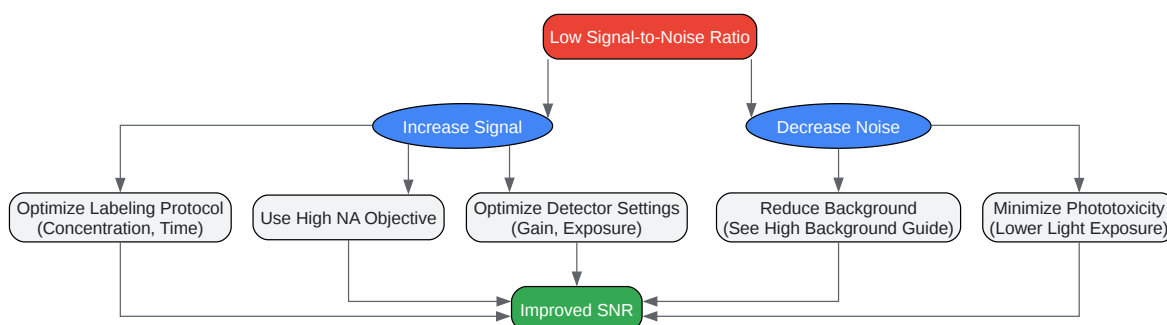 Low Signal-to-Noise Ratio
Increase Signal
Decrease Noise
Optimize Labeling Protocol
(Concentration, Time)
Use High NA Objective
Optimize Detector Settings
(Gain, Exposure)
Reduce Background
(See High Background Guide)
Minimize Phototoxicity
(Lower Light Exposure)
Improved SNR